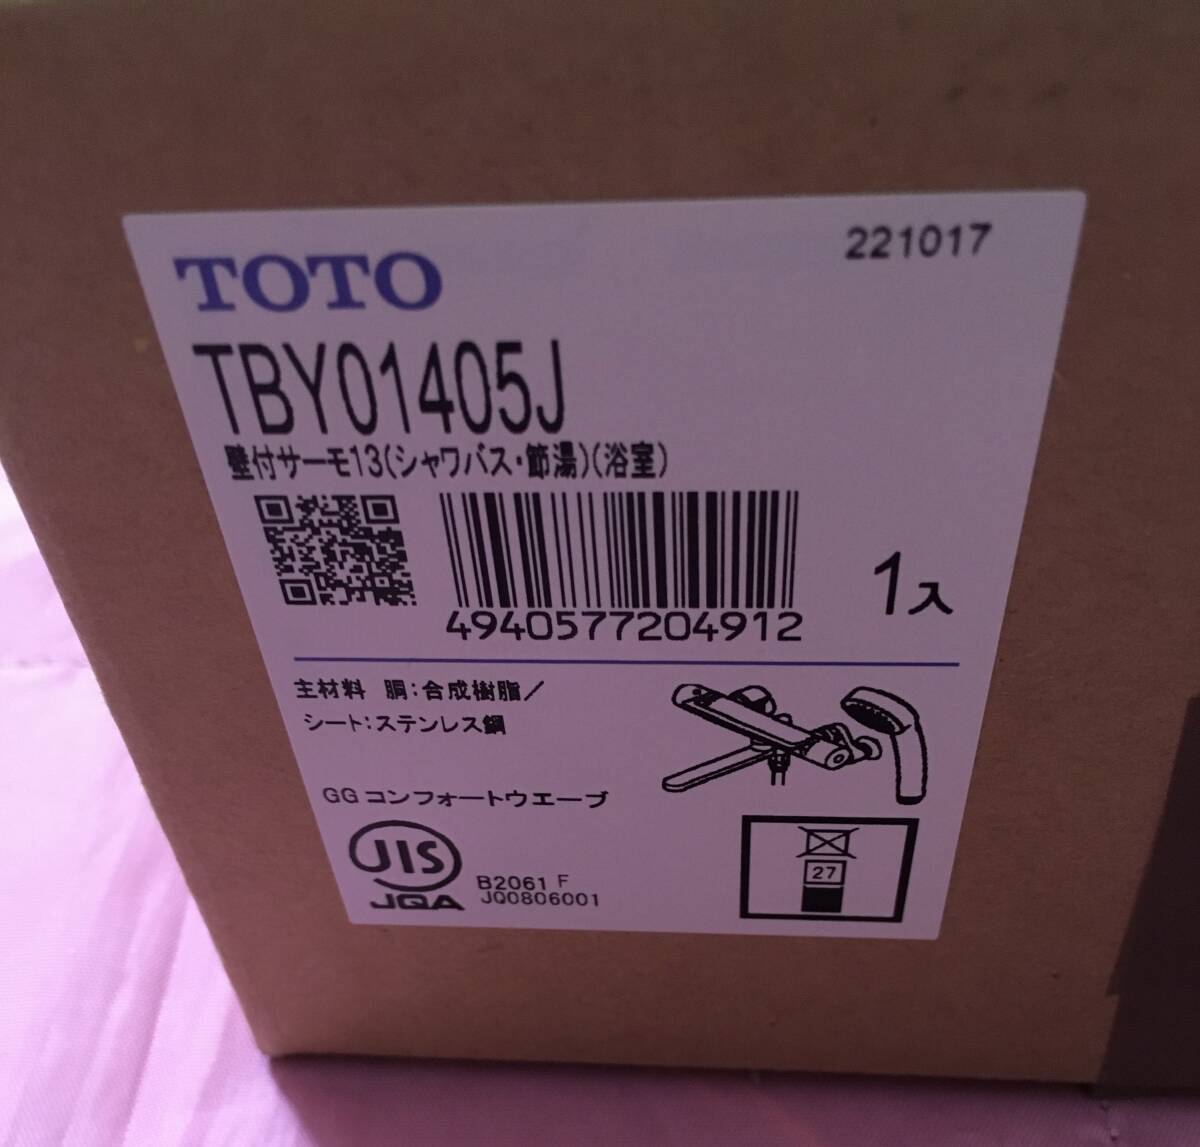 TOTO
221017
TBY01405J
壁付サーモ13(シャワバス・節湯)(浴室)
4940577204912
1入
主材料 胴:合成樹脂/
シート:ステンレス鋼
GG コンフォートウエーブ
JIS
JQA
B2061 F
JQ0806001
27